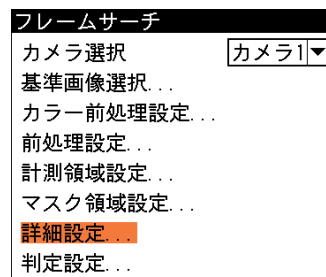 フレームサーチ
カメラ選択 カメラ1▼
基準画像選択...
カラー前処理設定...
前処理設定...
計測領域設定...
マスク領域設定...
詳細設定...
判定設定...